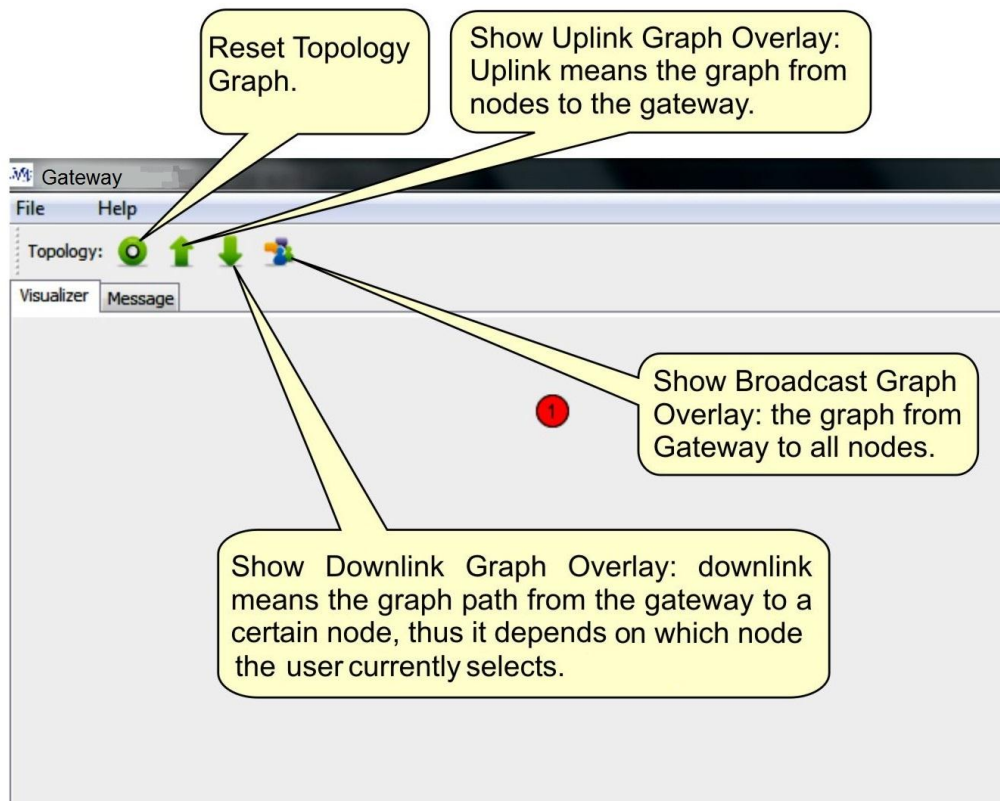 Reset Topology
Graph.
Show Uplink Graph Overlay:
Uplink means the graph from
nodes to the gateway.
Gateway
File Help
Topology:
Visualizer Message
1
Show Broadcast Graph
Overlay: the graph from
Gateway to all nodes.
Show Downlink Graph Overlay: downlink
means the graph path from the gateway to a
certain node, thus it depends on which node
the user currently selects.